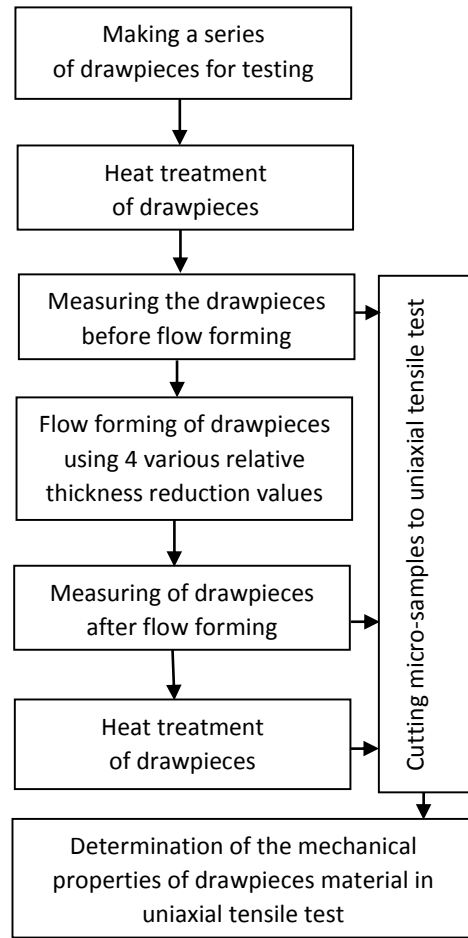 Making a series
of drawpieces for testing
Heat treatment
of drawpieces
Measuring the drawpieces
before flow forming
Flow forming of drawpieces
using 4 various relative
thickness reduction values
Measuring of drawpieces
after flow forming
Heat treatment
of drawpieces
Cutting micro-samples to uniaxial tensile test
Determination of the mechanical
properties of drawpieces material in
uniaxial tensile test